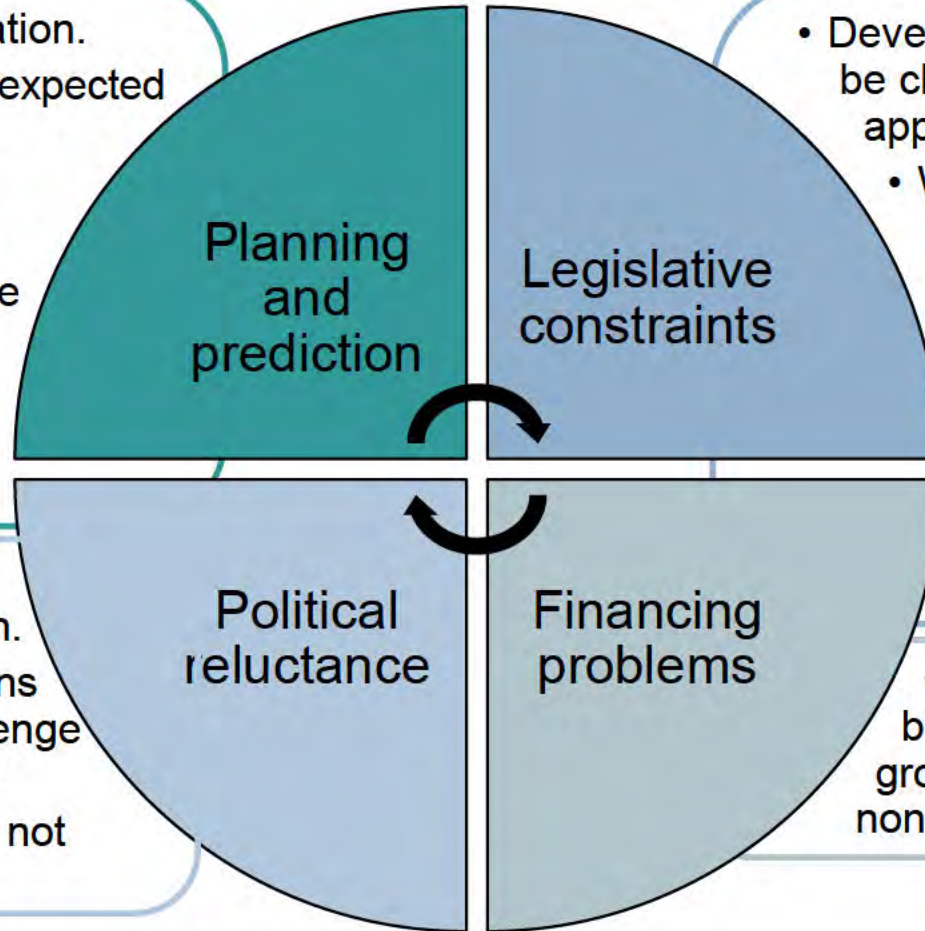 ation.
expected
e
Planning
and
prediction
• Deve
be cl
app
•
Legislative
constraints
n.
ns
enge
not
Political
reluctance
Financing
problems
b
gro
non